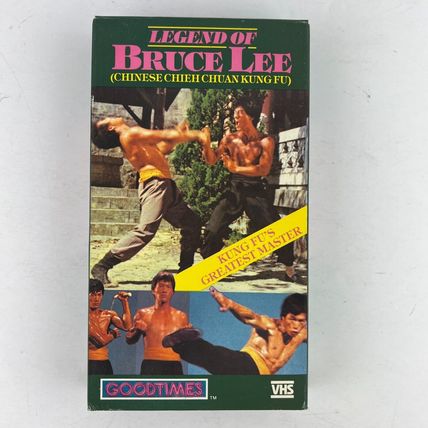 LEGEND OF
BRUCE LEE
(CHINESE CHIEH CHUAN KUNG FU)
KUNG FU'S
GREATEST MASTER
GOODTIMES
TM
VHS